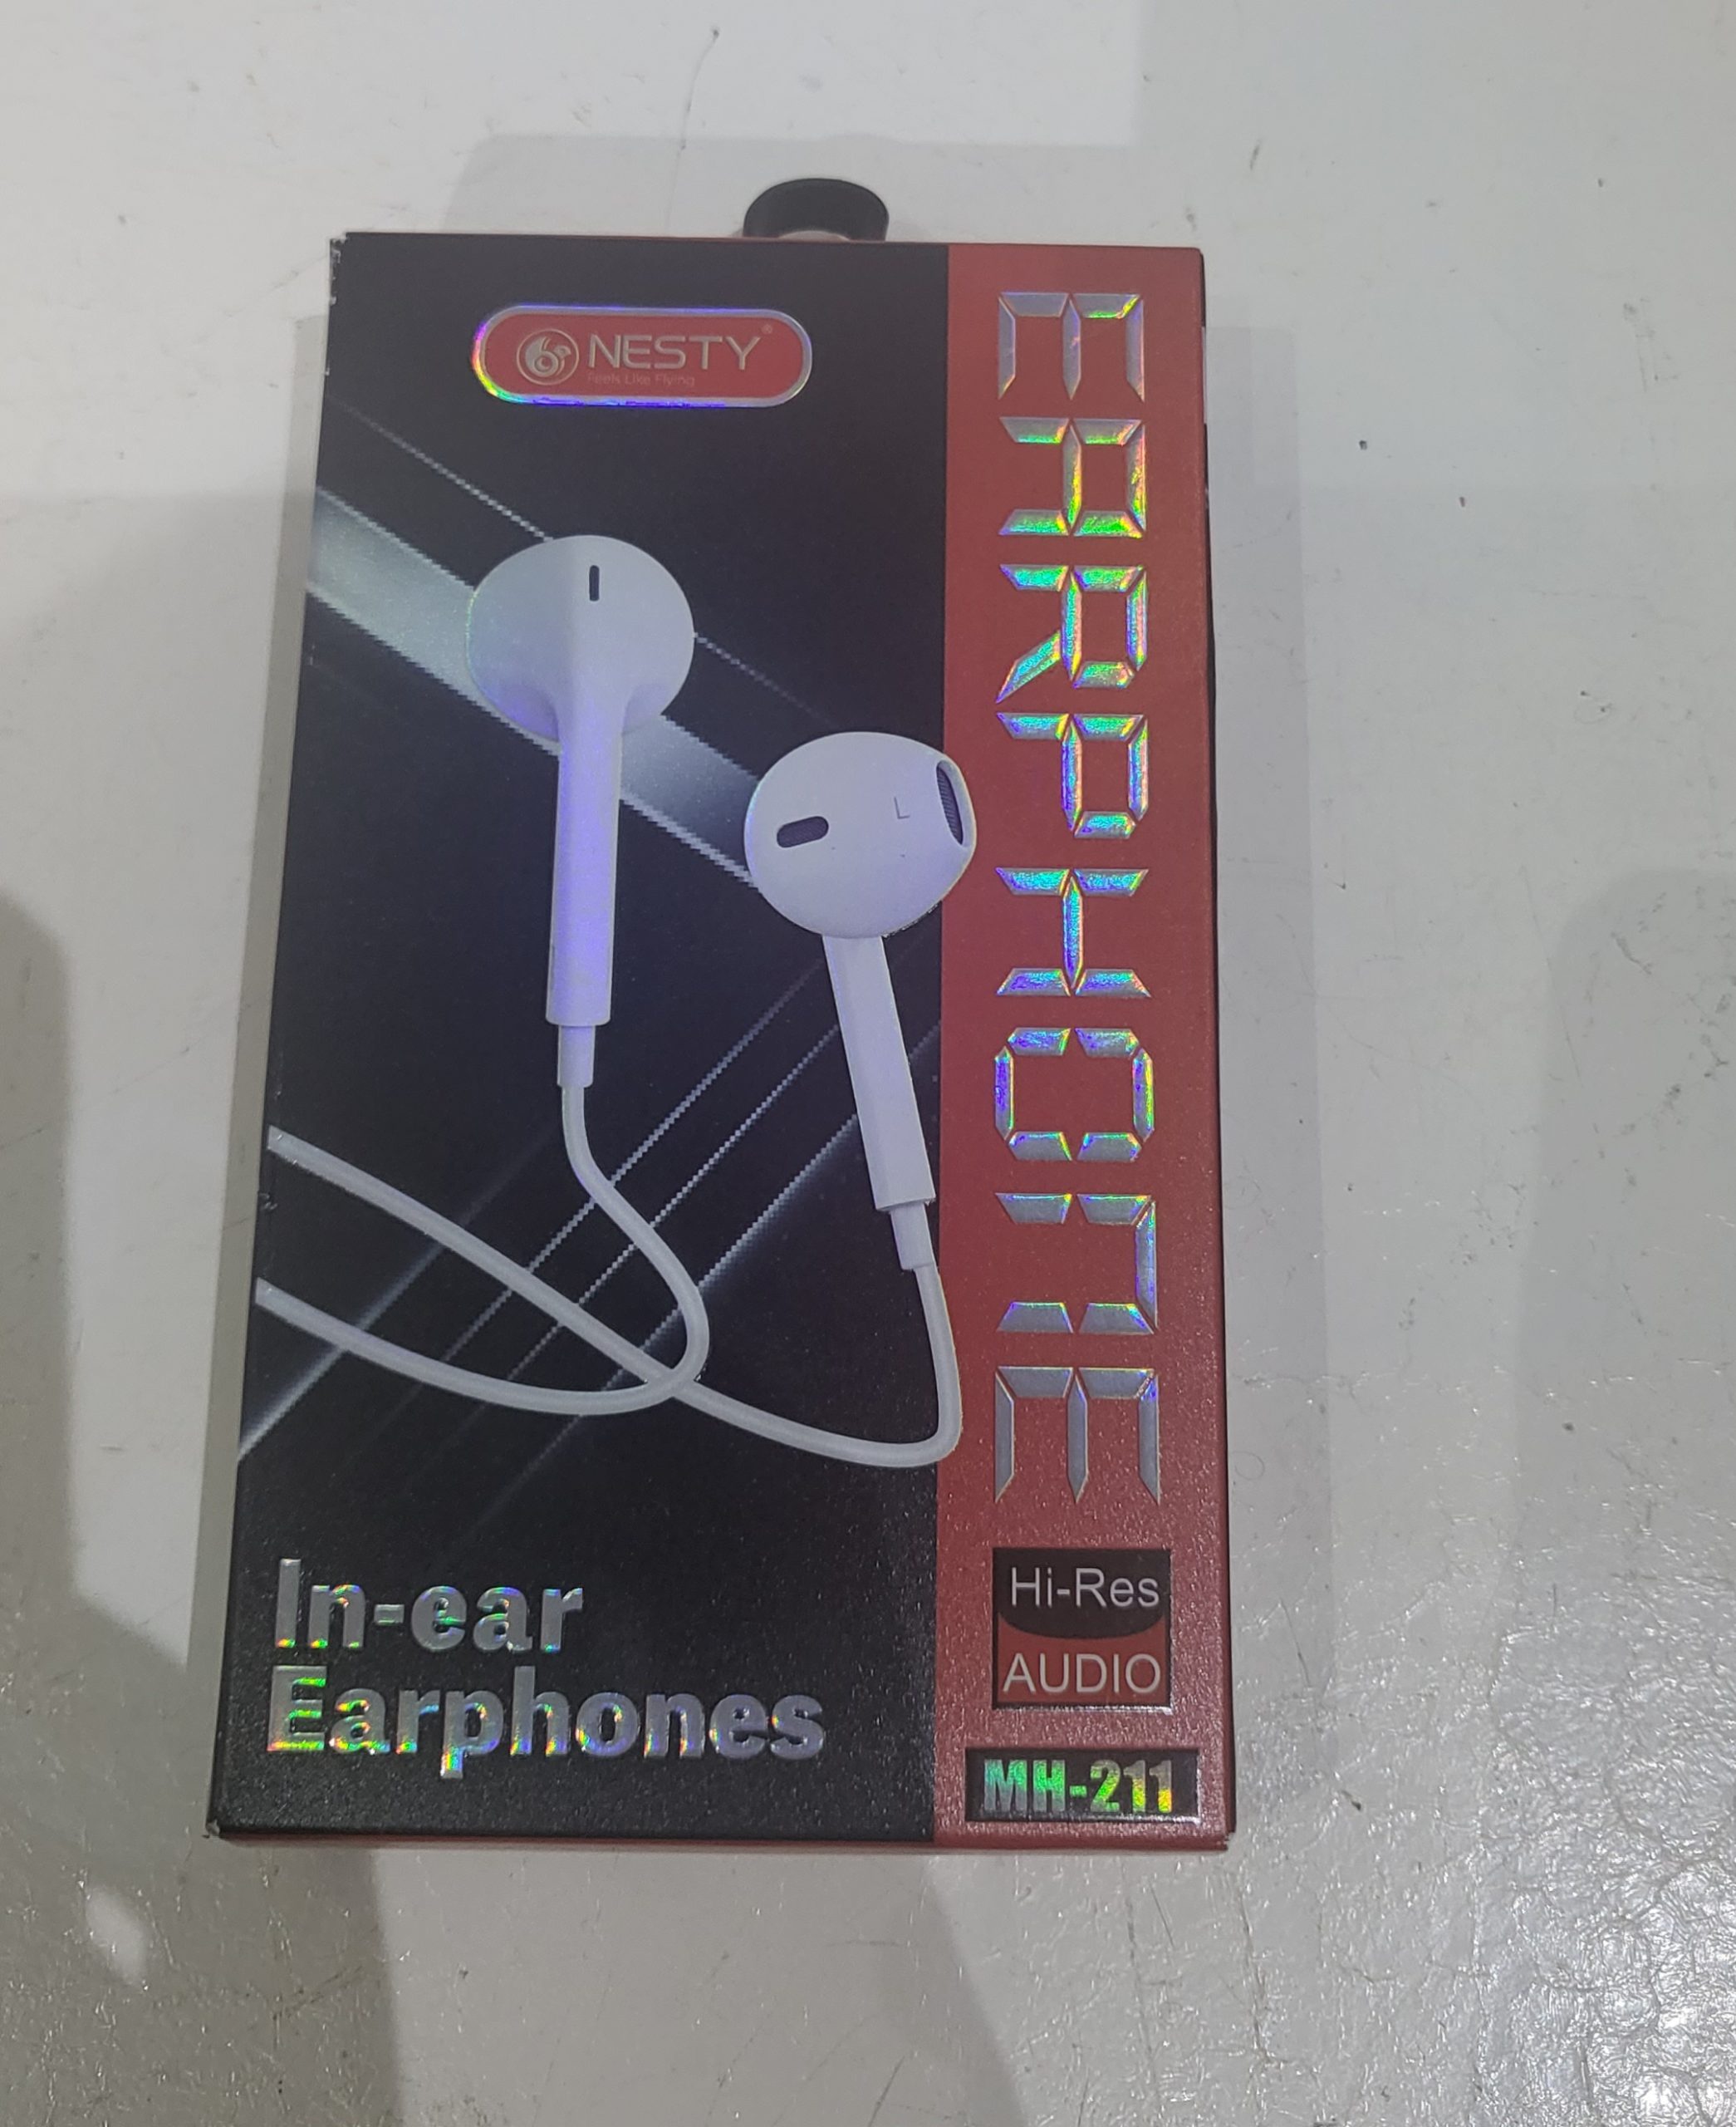 NESTY®
Feels Like Flying
EARPHONE
L
In-ear
Earphones
Hi-Res
AUDIO
MH-211